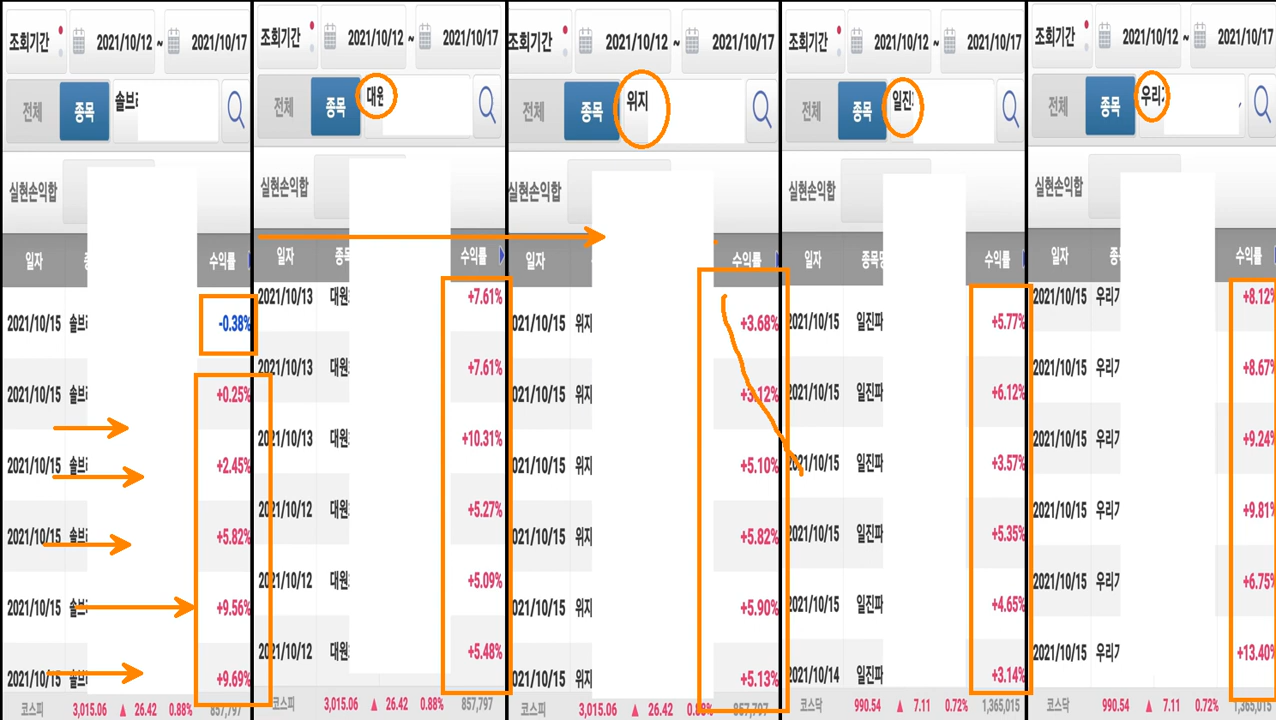 조회기간 2021/10/12 ~ 2021/10/17
전체 종목 솔브
실현손익합
일자 수익률
2021/10/15 솔브 -0.38%
2021/10/15 솔브 +0.25%
2021/10/15 솔브 +2.45%
2021/10/15 솔브 +5.82%
2021/10/15 솔브 +9.56%
2021/10/15 솔브 +9.69%
코스피 3,015.06 ▲ 26.42 0.88% 857,797
조회기간 2021/10/12 ~ 2021/10/17
전체 종목 대원
실현손익합
일자 종목 수익률
2021/10/13 대원 +7.61%
2021/10/13 대원 +7.61%
2021/10/13 대원 +10.31%
2021/10/12 대원 +5.27%
2021/10/12 대원 +5.09%
2021/10/12 대원 +5.48%
코스피 3,015.06 ▲ 26.42 0.88% 857,797
조회기간 2021/10/12 ~ 2021/10/17
전체 종목 위지
실현손익합
일자 수익률
021/10/15 위지 +3.68%
021/10/15 위지 +3.12%
021/10/15 위지 +5.10%
021/10/15 위지 +5.82%
021/10/15 위지 +5.90%
021/10/15 위지 +5.13%
코스피 3,015.06 ▲ 26.42 0.88% 857,797
조회기간 2021/10/12 ~ 2021/10/17
전체 종목 일진
실현손익합
일자 종목명 수익률
2021/10/15 일진파 +5.77%
2021/10/15 일진파 +6.12%
2021/10/15 일진파 +3.57%
2021/10/15 일진파 +5.35%
2021/10/15 일진파 +4.65%
2021/10/14 일진파 +3.14%
코스닥 990.54 ▲ 7.11 0.72% 1,365,015
조회기간 2021/10/12 ~ 2021/10/17
전체 종목 우리
실현손익합
일자 종 수익률
2021/10/15 우리 +8.12%
2021/10/15 우리 +8.67%
2021/10/15 우리 +9.24%
2021/10/15 우리 +9.81%
2021/10/15 우리 +6.75%
2021/10/15 우리 +13.40%
코스닥 990.54 ▲ 7.11 0.72% 1,365,015